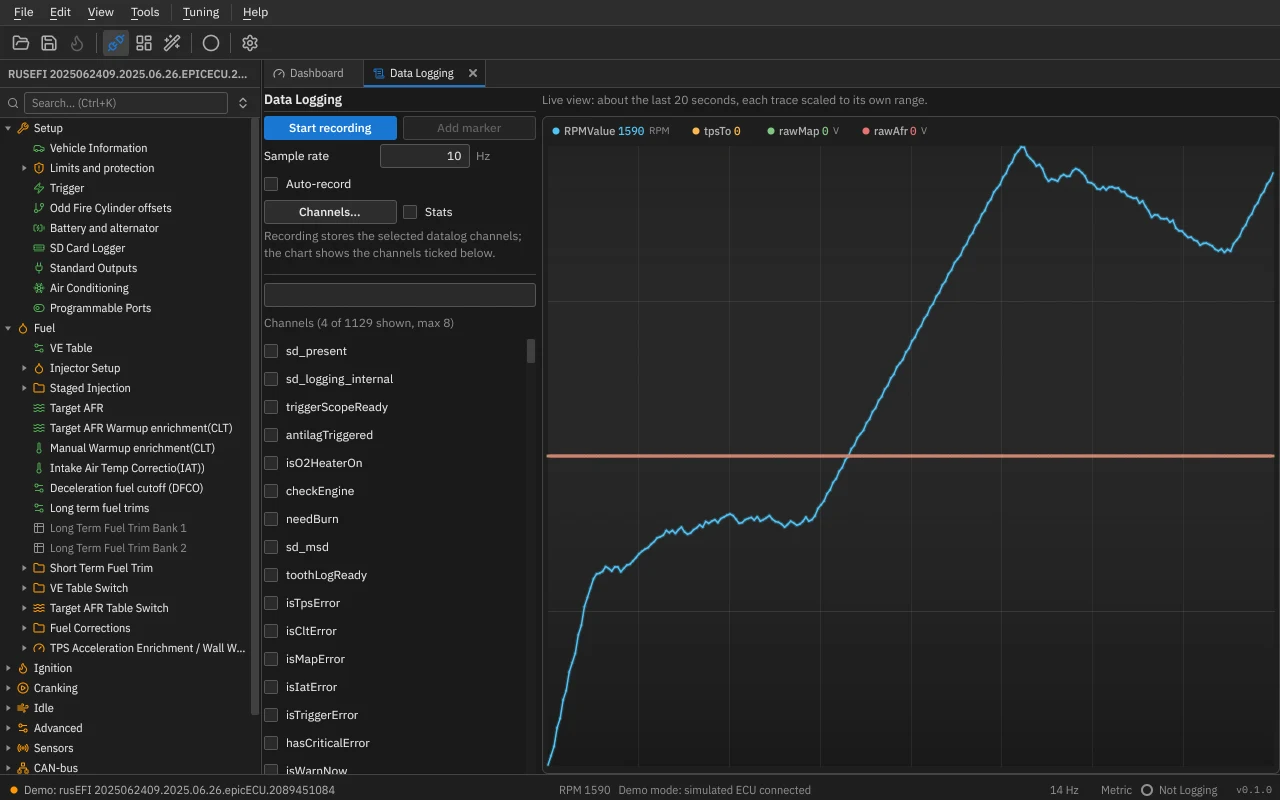 File Edit View Tools Tuning Help
RUSEFI 2025062409.2025.06.26.EPICECU.2...
Search... (Ctrl+K)
Setup
Vehicle Information
Limits and protection
Trigger
Odd Fire Cylinder offsets
Battery and alternator
SD Card Logger
Standard Outputs
Air Conditioning
Programmable Ports
Fuel
VE Table
Injector Setup
Staged Injection
Target AFR
Target AFR Warmup enrichment(CLT)
Manual Warmup enrichment(CLT)
Intake Air Temp Correctio(IAT))
Deceleration fuel cutoff (DFCO)
Long term fuel trims
Long Term Fuel Trim Bank 1
Long Term Fuel Trim Bank 2
Short Term Fuel Trim
VE Table Switch
Target AFR Table Switch
Fuel Corrections
TPS Acceleration Enrichment / Wall W...
Ignition
Cranking
Idle
Advanced
Sensors
CAN-bus
Dashboard
Data Logging
Data Logging
Start recording
Add marker
Sample rate 10 Hz
Auto-record
Channels...
Stats
Recording stores the selected datalog channels;
the chart shows the channels ticked below.
Channels (4 of 1129 shown, max 8)
sd_present
sd_logging_internal
triggerScopeReady
antilagTriggered
isO2HeaterOn
checkEngine
needBurn
sd_msd
toothLogReady
isTpsError
isCltError
isMapError
isIatError
isTriggerError
hasCriticalError
isWarnNow
Live view: about the last 20 seconds, each trace scaled to its own range.
RPMValue 1590 RPM tpsTo 0 rawMap 0 V rawAfr 0 V
Demo: rusEFI 2025062409.2025.06.26.epicECU.2089451084
RPM 1590 Demo mode: simulated ECU connected
14 Hz Metric Not Logging v0.1.0